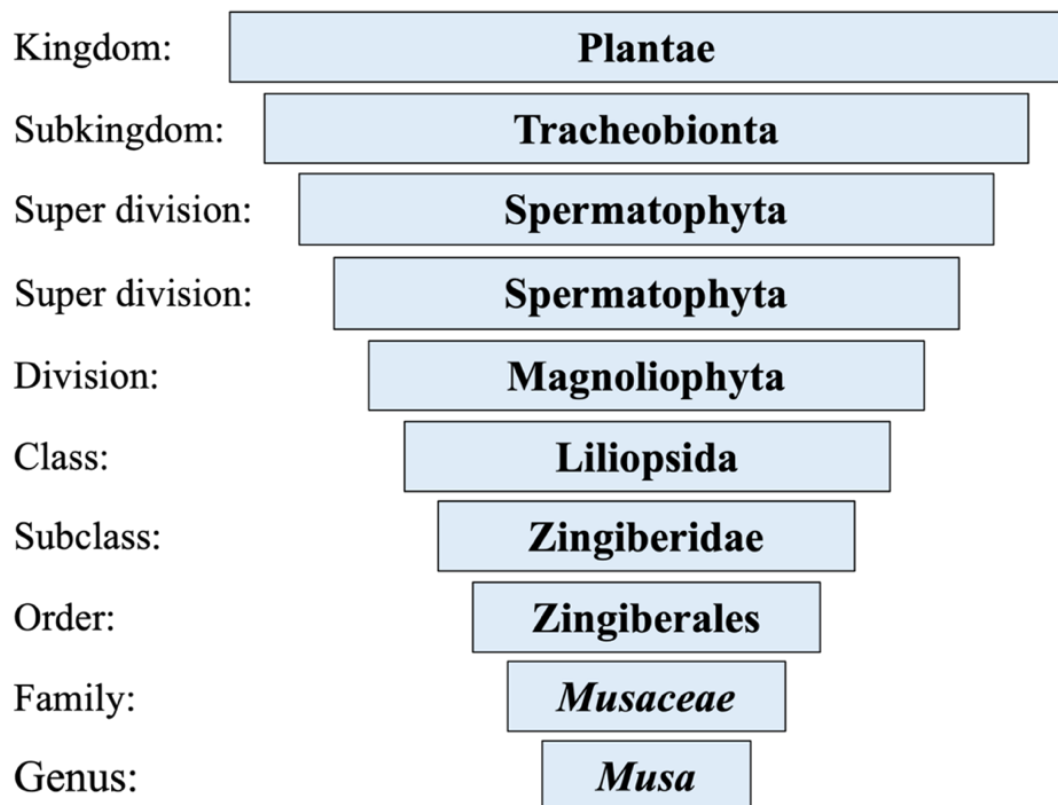 Kingdom: Plantae
Subkingdom: Tracheobionta
Super division: Spermatophyta
Super division: Spermatophyta
Division: Magnoliophyta
Class: Liliopsida
Subclass: Zingiberidae
Order: Zingiberales
Family: Musaceae
Genus: Musa